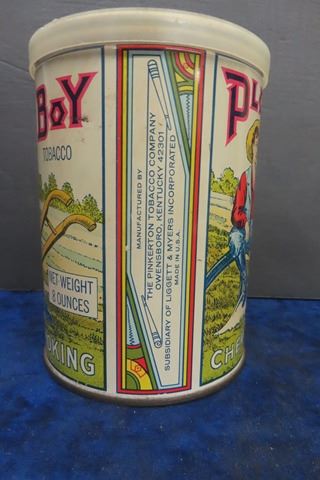 BOY
TOBACCO
NET-WEIGHT
8 OUNCES
KING
MANUFACTURED BY
THE PINKERTON TOBACCO COMPANY
OWENSBORO, KENTUCKY 42301
SUBSIDIARY OF LIGGETT & MYERS INCORPORATED
MADE IN U.S.A.
PL
CHE